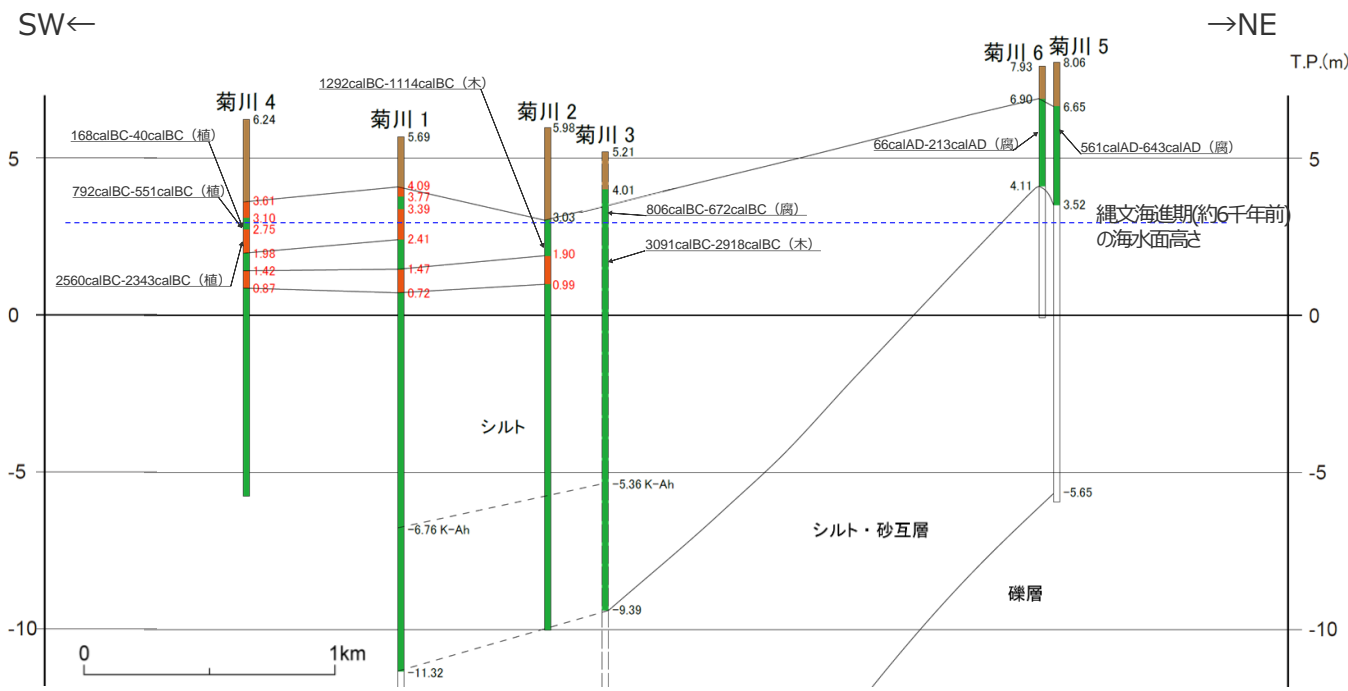 SW←
→NE
T.P.(m)
菊川 4
6.24
菊川 1
5.69
菊川 2
5.98
菊川 3
5.21
菊川 6
7.93
菊川 5
8.06
1292calBC-1114calBC（木）
168calBC-40calBC（植）
792calBC-551calBC（植）
2560calBC-2343calBC（植）
3.61
3.10
2.75
1.98
1.42
0.87
4.09
3.77
3.39
2.41
1.47
0.72
3.03
1.90
0.99
4.01
806calBC-672calBC（腐）
3091calBC-2918calBC（木）
6.90
6.65
66calAD-213calAD（腐）
561calAD-643calAD（腐）
4.11
3.52
縄文海進期(約6千年前)
の海水面高さ
5
5
0
0
-5
-5
-10
-10
シルト
-5.36 K-Ah
-6.76 K-Ah
シルト・砂互層
-5.65
礫層
-9.39
-11.32
0
1km